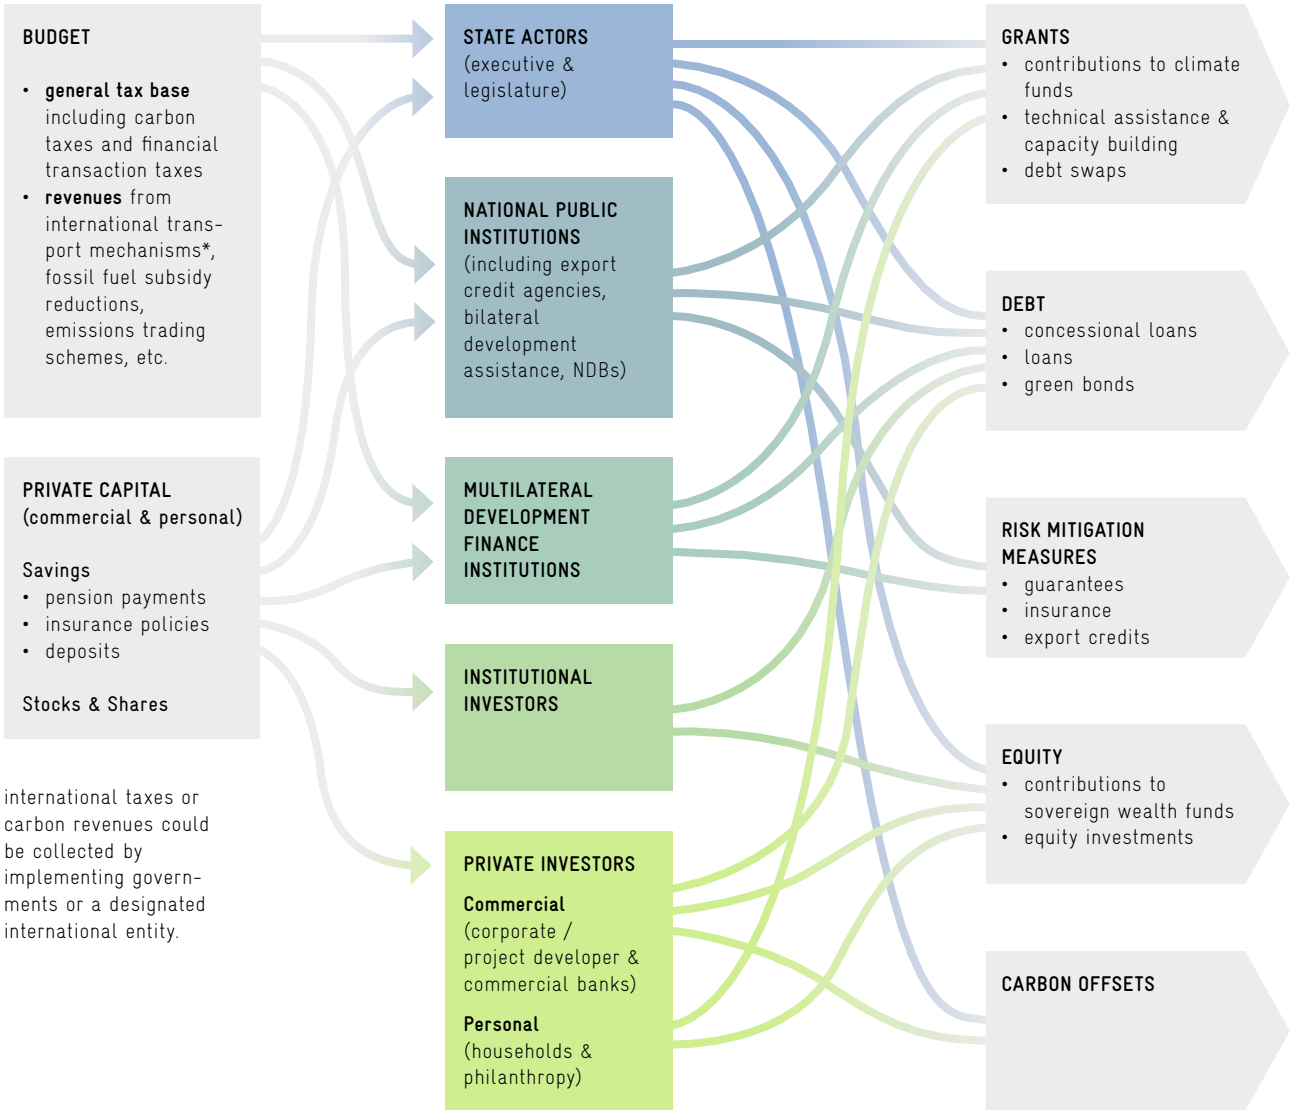 BUDGET
• general tax base
including carbon
taxes and financial
transaction taxes
• revenues from
international trans-
port mechanisms*,
fossil fuel subsidy
reductions,
emissions trading
schemes, etc.
PRIVATE CAPITAL
(commercial & personal)
Savings
• pension payments
• insurance policies
• deposits
Stocks & Shares
international taxes or
carbon revenues could
be collected by
implementing govern-
ments or a designated
international entity.
STATE ACTORS
(executive &
legislature)
NATIONAL PUBLIC
INSTITUTIONS
(including export
credit agencies,
bilateral
development
assistance, NDBs)
MULTILATERAL
DEVELOPMENT
FINANCE
INSTITUTIONS
INSTITUTIONAL
INVESTORS
PRIVATE INVESTORS
Commercial
(corporate /
project developer &
commercial banks)
Personal
(households &
philanthropy)
GRANTS
• contributions to climate
funds
• technical assistance &
capacity building
• debt swaps
DEBT
• concessional loans
• loans
• green bonds
RISK MITIGATION
MEASURES
• guarantees
• insurance
• export credits
EQUITY
• contributions to
sovereign wealth funds
• equity investments
CARBON OFFSETS